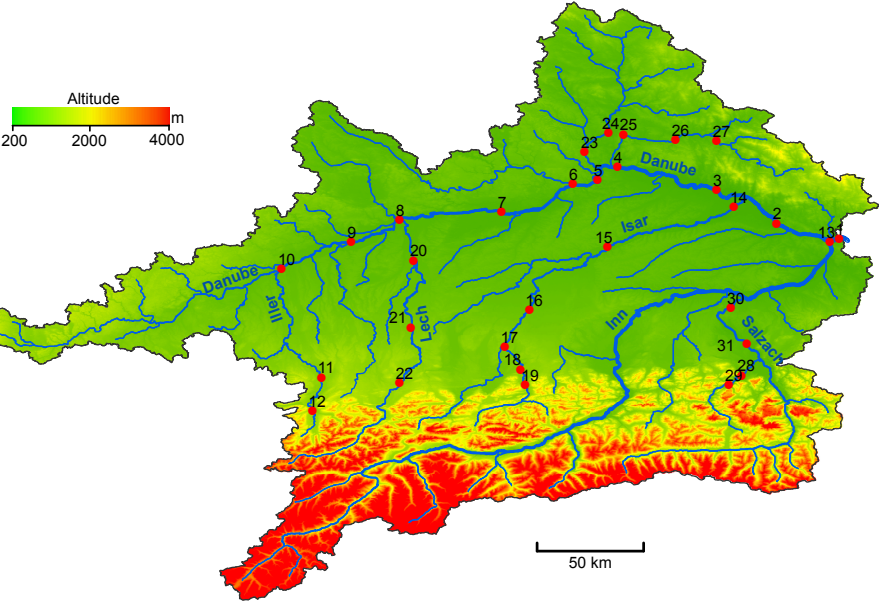 Altitude
m
200 2000 4000
24 25
26 27
23
4 Danube
6 5
3
7 14
8 2
Isar
9 15 13 1
20
10
Danube
Iller
16 30
21 Lech Inn
Salzach
17 31
18
11 22 19 29 28
12
50 km